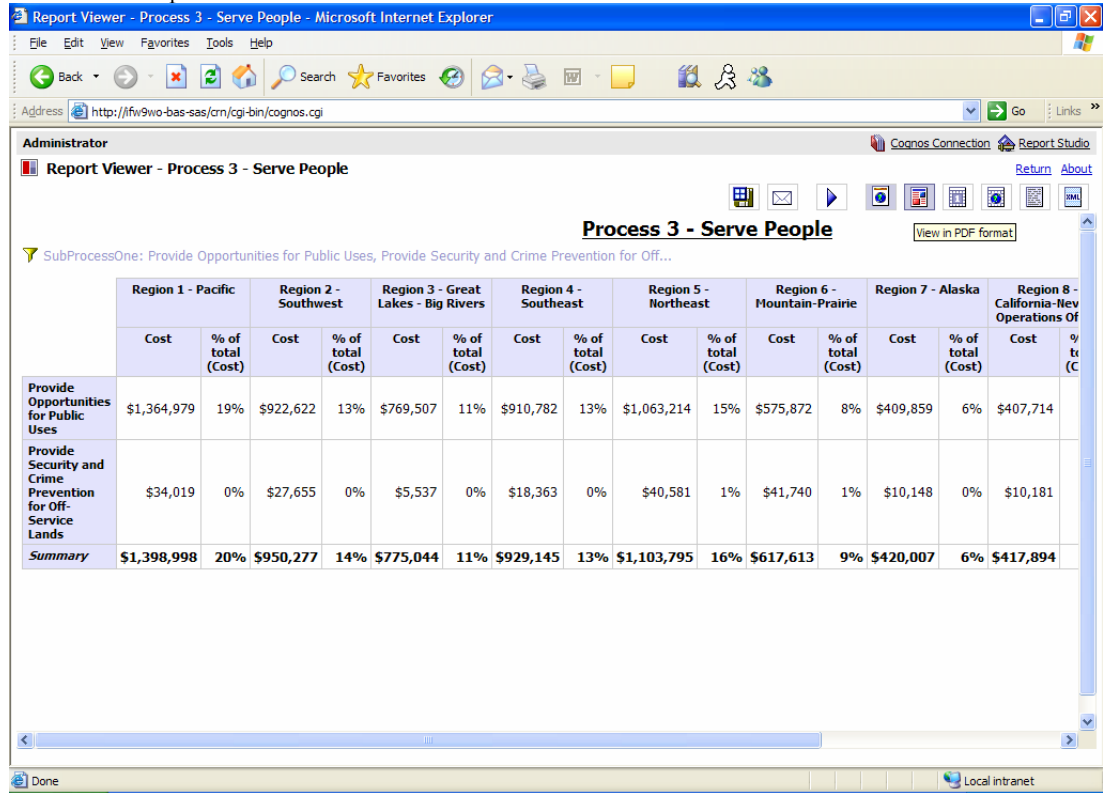 Report Viewer - Process 3 - Serve People - Microsoft Internet Explorer
File Edit View Favorites Tools Help
Back Search Favorites
Address http://ifw9wo-bas-sas/crn/cgi-bin/cognos.cgi Go Links »
Administrator Cognos Connection Report Studio
Report Viewer - Process 3 - Serve People Return About
XML
Process 3 - Serve People
View in PDF format
SubProcessOne: Provide Opportunities for Public Uses, Provide Security and Crime Prevention for Off...
Region 1 - Pacific Region 2 - Region 3 - Great Region 4 - Region 5 - Region 6 - Region 7 - Alaska Region 8 -
Southwest Lakes - Big Rivers Southeast Northeast Mountain-Prairie California-Nev
Operations Of
Cost % of Cost % of Cost % of Cost % of Cost % of Cost % of Cost % of Cost %
total total total total total total total to
(Cost) (Cost) (Cost) (Cost) (Cost) (Cost) (Cost) (C
Provide
Opportunities
for Public
Uses
$1,364,979 19% $922,622 13% $769,507 11% $910,782 13% $1,063,214 15% $575,872 8% $409,859 6% $407,714
Provide
Security and
Crime
Prevention
for Off-
Service
Lands
$34,019 0% $27,655 0% $5,537 0% $18,363 0% $40,581 1% $41,740 1% $10,148 0% $10,181
Summary $1,398,998 20% $950,277 14% $775,044 11% $929,145 13% $1,103,795 16% $617,613 9% $420,007 6% $417,894
Done Local intranet